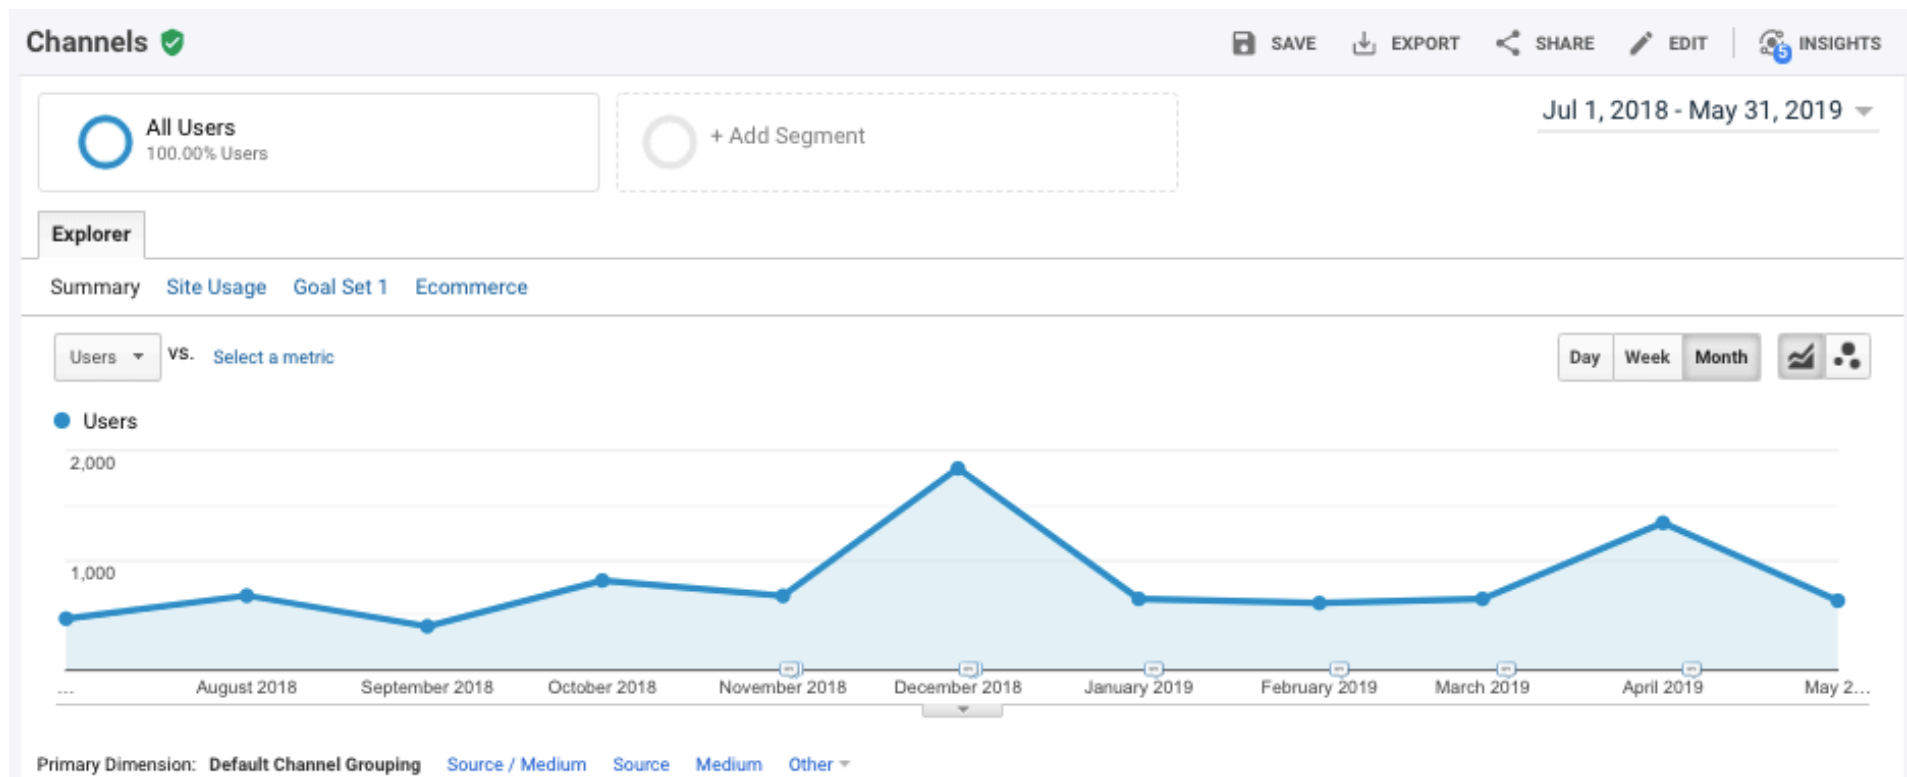 Channels SAVE EXPORT SHARE EDIT 5 INSIGHTS
All Users
100.00% Users
+ Add Segment
Jul 1, 2018 - May 31, 2019
Explorer
Summary Site Usage Goal Set 1 Ecommerce
Users VS. Select a metric Day Week Month
Users
2,000
1,000
... August 2018 September 2018 October 2018 November 2018 December 2018 January 2019 February 2019 March 2019 April 2019 May 2...
Primary Dimension: Default Channel Grouping Source / Medium Source Medium Other